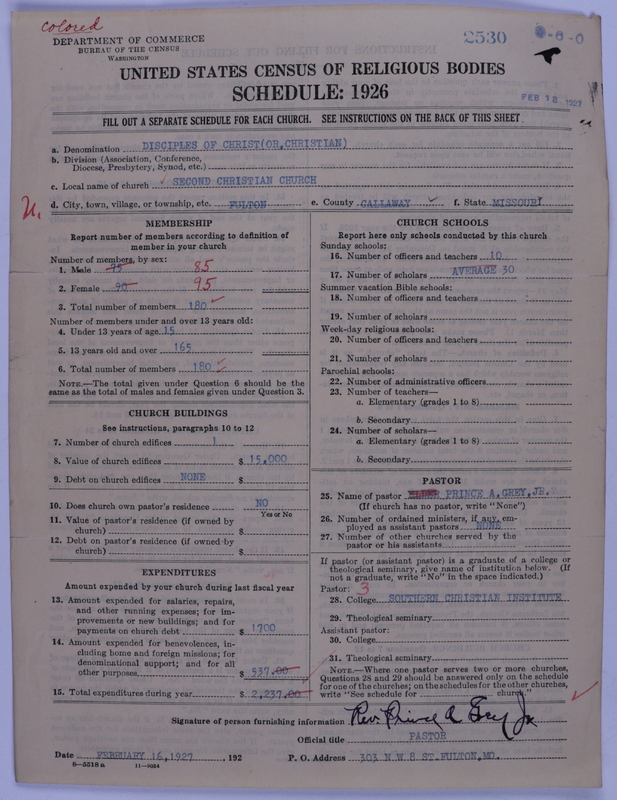 colored
DEPARTMENT OF COMMERCE
BUREAU OF THE CENSUS
WASHINGTON
2530
8-6-0
UNITED STATES CENSUS OF RELIGIOUS BODIES
SCHEDULE: 1926
FEB 18 1927
FILL OUT A SEPARATE SCHEDULE FOR EACH CHURCH. SEE INSTRUCTIONS ON THE BACK OF THIS SHEET
a. Denomination DISCIPLES OF CHRIST(OR,CHRISTIAN)
b. Division (Association, Conference,
Diocese, Presbytery, Synod, etc.)
c. Local name of church ✓ SECOND CHRISTIAN CHURCH
d. City, town, village, or township, etc. FULTON e. County CALLAWAY ✓ f. State MISSOURI
U.
MEMBERSHIP
Report number of members according to definition of
member in your church
Number of members, by sex:
1. Male 95 85
2. Female 90 95
3. Total number of members 180 ✓
Number of members under and over 13 years old:
4. Under 13 years of age 15
5. 13 years old and over 165
6. Total number of members 180 ✓
NOTE.—The total given under Question 6 should be the
same as the total of males and females given under Question 3.
CHURCH BUILDINGS
See instructions, paragraphs 10 to 12
7. Number of church edifices 1
8. Value of church edifices $ 15,000
9. Debt on church edifices NONE $
10. Does church own pastor's residence NO
Yes or No
11. Value of pastor's residence (if owned by
church) $
12. Debt on pastor's residence (if owned by
church) $
EXPENDITURES
Amount expended by your church during last fiscal year
13. Amount expended for salaries, repairs,
and other running expenses; for im-
provements or new buildings; and for
payments on church debt $ 1700
14. Amount expended for benevolences, in-
cluding home and foreign missions; for
denominational support; and for all
other purposes $ 537.00
15. Total expenditures during year $ 2,237.00
CHURCH SCHOOLS
Report here only schools conducted by this church
Sunday schools:
16. Number of officers and teachers 10
17. Number of scholars AVERAGE 30
Summer vacation Bible schools:
18. Number of officers and teachers
19. Number of scholars
Week-day religious schools:
20. Number of officers and teachers
21. Number of scholars
Parochial schools:
22. Number of administrative officers
23. Number of teachers—
a. Elementary (grades 1 to 8)
b. Secondary
24. Number of scholars—
a. Elementary (grades 1 to 8)
b. Secondary
PASTOR
25. Name of pastor ELDER PRINCE A. GREY, JR.
(If church has no pastor, write "None")
26. Number of ordained ministers, if any, em-
ployed as assistant pastors NONE
27. Number of other churches served by the
pastor or his assistants
If pastor (or assistant pastor) is a graduate of a college or
theological seminary, give name of institution below. (If
not a graduate, write "No" in the space indicated.)
Pastor: 3
28. College SOUTHERN CHRISTIAN INSTITUTE
29. Theological seminary
Assistant pastor:
30. College
31. Theological seminary
NOTE.—Where one pastor serves two or more churches,
Questions 28 and 29 should be answered only on the schedule
for one of the churches; on the schedules for the other churches,
write "See schedule for church."
Signature of person furnishing information Rev. Prince A. Grey Jr.
Official title PASTOR
Date FEBRUARY 16, 1927 , 192 P. O. Address 303 N.W. 8 ST. FULTON, MO.
8—5518 a 11—9034